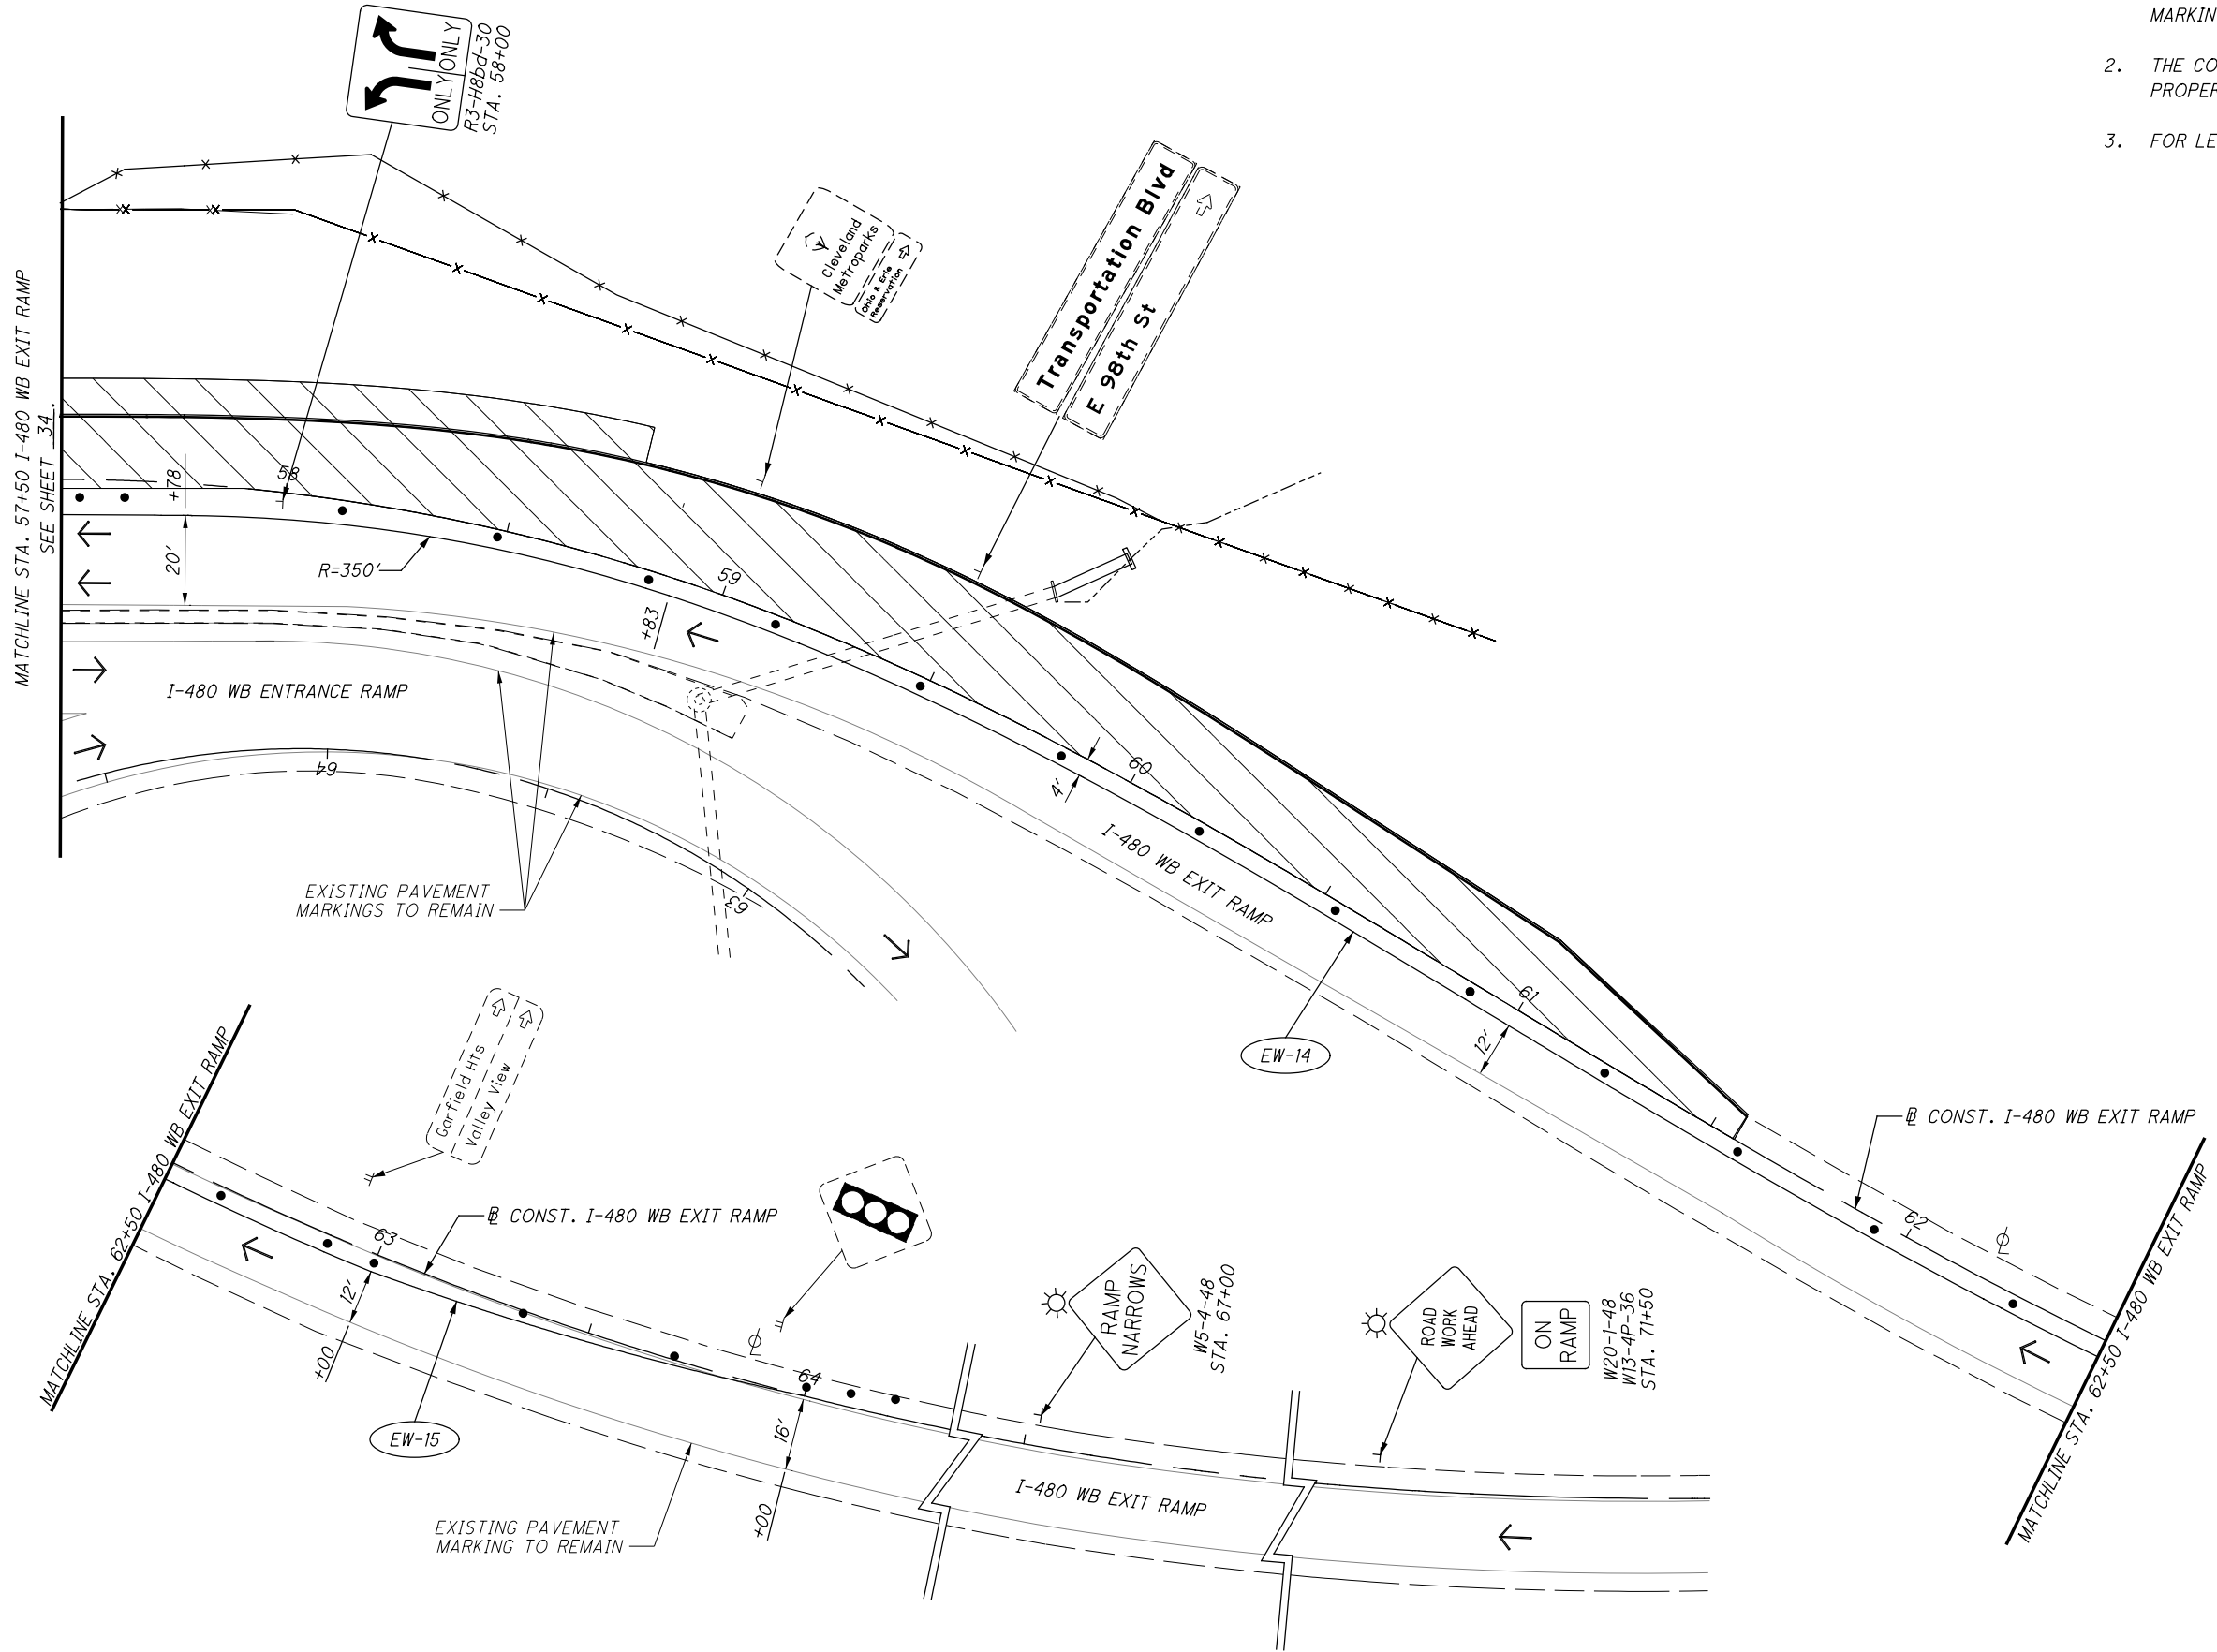 MARKIN
2. THE CO
PROPER
3. FOR LE
ONLY ONLY
R3-H8bd-30
STA. 58+00
Cleveland
Metroparks
Ohio & Erie
Reservation
Transportation Blvd
E 98th St
MATCHLINE STA. 57+50 I-480 WB EXIT RAMP
SEE SHEET 34.
+78
58
20'
R=350'
59
+83
I-480 WB ENTRANCE RAMP
64
60
4'
I-480 WB EXIT RAMP
EXISTING PAVEMENT
MARKINGS TO REMAIN
63
61
12'
EW-14
℄ CONST. I-480 WB EXIT RAMP
62
MATCHLINE STA. 62+50 I-480 WB EXIT RAMP
MATCHLINE STA. 62+50 I-480 WB EXIT RAMP
Garfield Hts
Valley View
63
℄ CONST. I-480 WB EXIT RAMP
12'
+00
EW-15
64
16'
+00
EXISTING PAVEMENT
MARKING TO REMAIN
RAMP
NARROWS
W5-4-48
STA. 67+00
ROAD
WORK
AHEAD
ON
RAMP
W20-1-48
W13-4P-36
STA. 71+50
I-480 WB EXIT RAMP